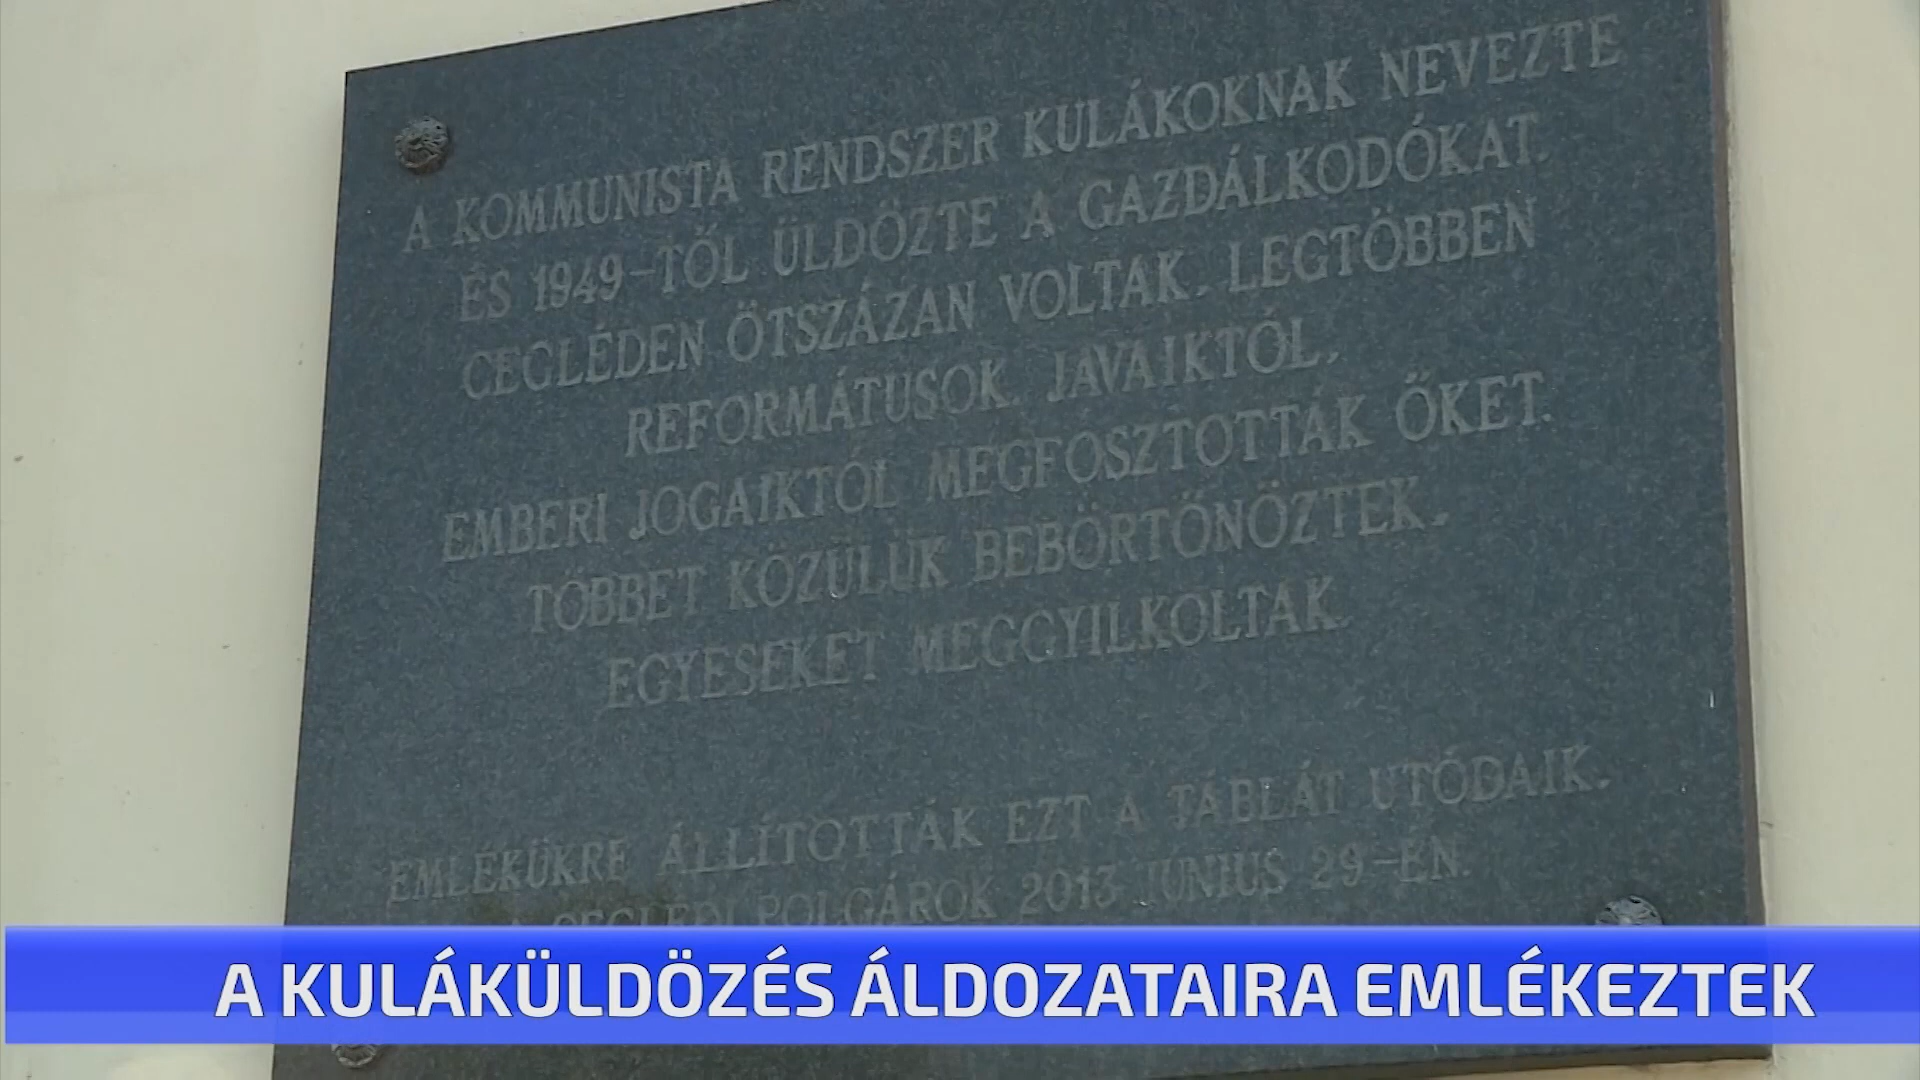 A KOMMUNISTA RENDSZER KULÁKOKNAK NEVEZTE
ÉS 1949-TŐL ÜLDÖZTE A GAZDÁLKODÓKAT.
CEGLÉDEN ÖTSZÁZAN VOLTAK, LEGTÖBBEN
REFORMÁTUSOK. JAVAIKTÓL,
EMBERI JOGAIKTÓL MEGFOSZTOTTÁK ŐKET.
TÖBBET KÖZÜLÜK BEBÖRTÖNÖZTEK,
EGYESEKET MEGGYILKOLTAK.
EMLÉKÜKRE ÁLLÍTOTTÁK EZT A TÁBLÁT UTÓDAIK,
A CEGLÉDI POLGÁROK 2013 JÚNIUS 29-ÉN.
A KULÁKÜLDÖZÉS ÁLDOZATAIRA EMLÉKEZTEK